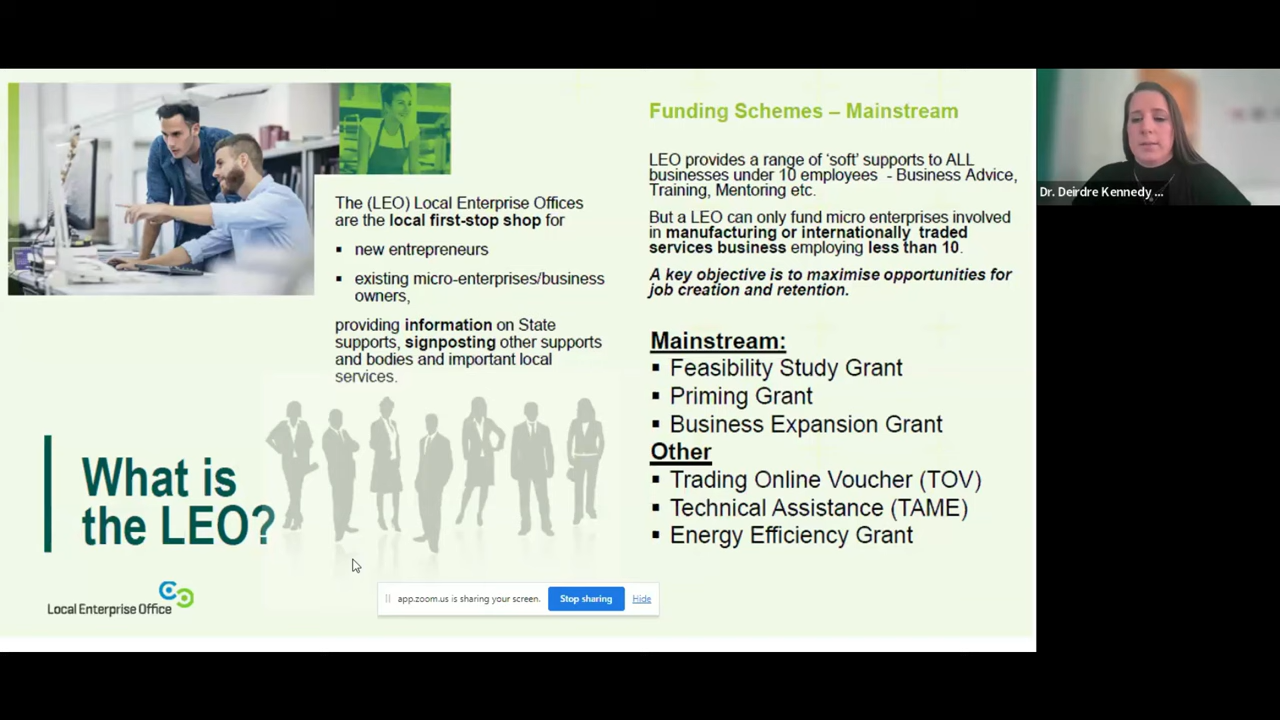 The (LEO) Local Enterprise Offices
are the local first-stop shop for
▪ new entrepreneurs
▪ existing micro-enterprises/business
owners,
providing information on State
supports, signposting other supports
and bodies and important local
services.
What is
the LEO?
Local Enterprise Office
Funding Schemes – Mainstream
LEO provides a range of 'soft' supports to ALL
businesses under 10 employees - Business Advice,
Training, Mentoring etc.
But a LEO can only fund micro enterprises involved
in manufacturing or internationally traded
services business employing less than 10.
A key objective is to maximise opportunities for
job creation and retention.
Mainstream:
▪ Feasibility Study Grant
▪ Priming Grant
▪ Business Expansion Grant
Other
▪ Trading Online Voucher (TOV)
▪ Technical Assistance (TAME)
▪ Energy Efficiency Grant
app.zoom.us is sharing your screen.
Stop sharing
Hide
Dr. Deirdre Kennedy ...